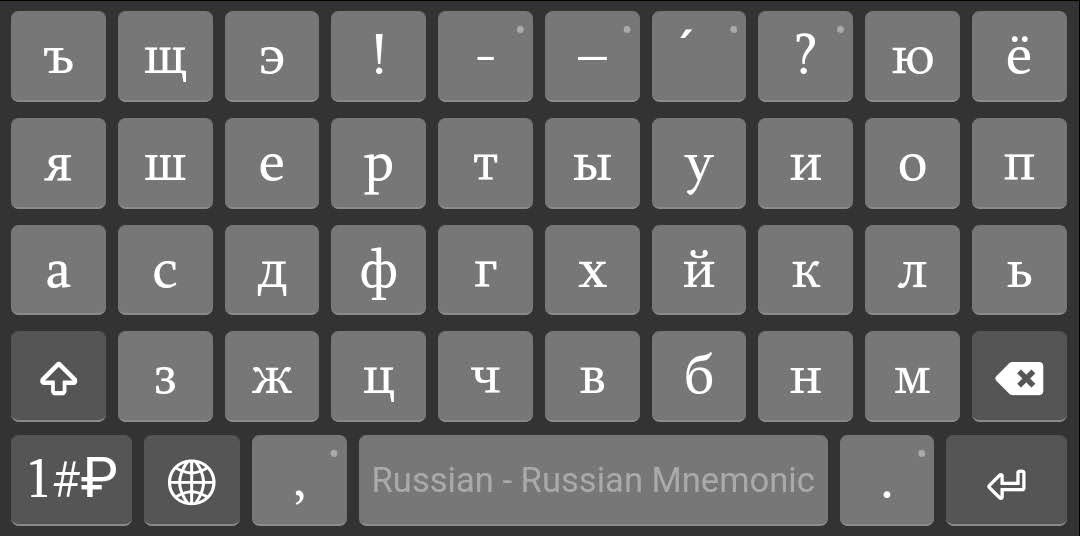 ъ щ э ! - – ´ ? ю ё
я ш е р т ы у и о п
а с д ф г х й к л ь
з ж ц ч в б н м
1#₽ , Russian - Russian Mnemonic .